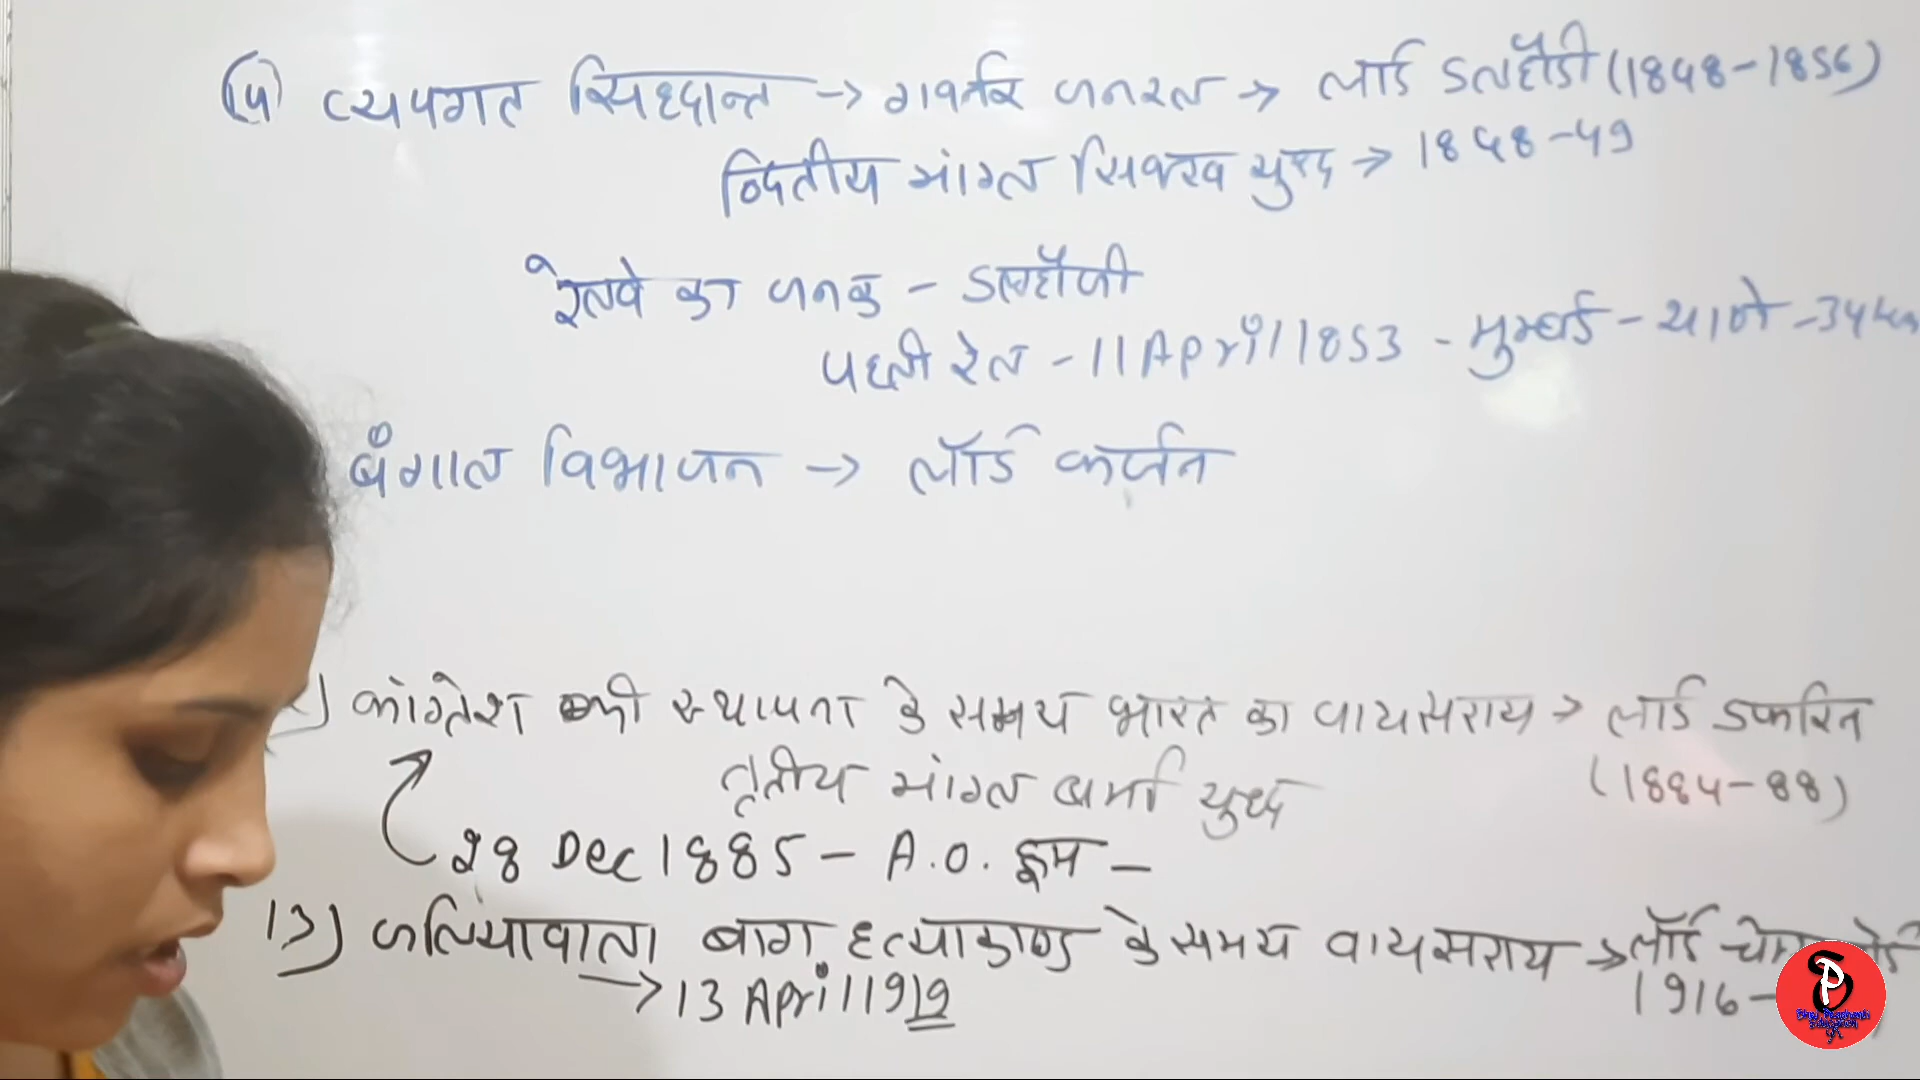 व्यपगत सिद्धान्त → गवर्नर जनरल → लार्ड डलहौजी (1848-1856)
द्वितीय आंग्ल सिक्ख युद्ध → 1848-49
रेलवे का जनक - डलहौजी
पहली रेल - 11 April 1853 - मुम्बई - थाणे - 34 km
बंगाल विभाजन → लॉर्ड कर्जन
कांग्रेश की स्थापना के समय भारत का वायसराय → लार्ड डफरिन
(1884-88)
तृतीय आंग्ल बर्मा युद्ध
28 Dec 1885 - A.O. ह्यूम -
13) जलियावाला बाग हत्याकाण्ड के समय वायसराय → लॉर्ड
1916-
→ 13 April 1919